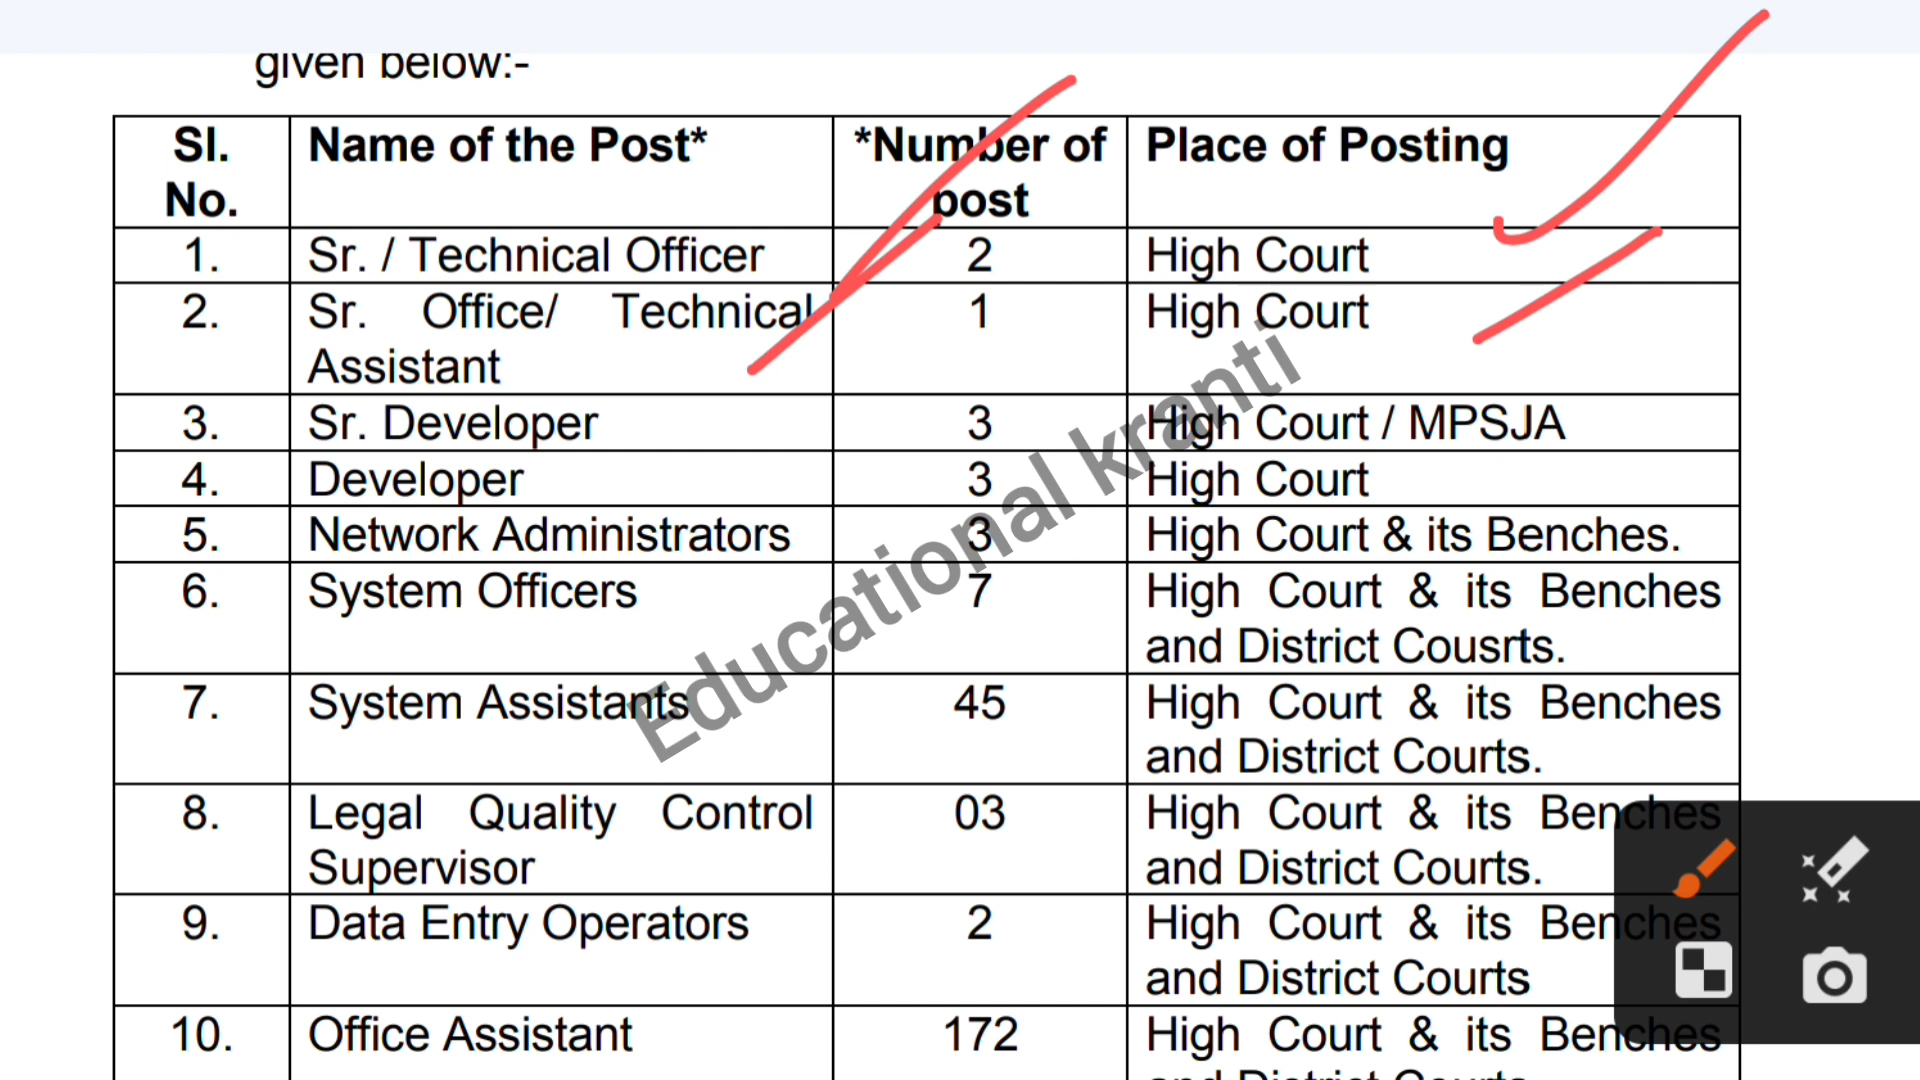 given below:-
Sl. No. Name of the Post* *Number of post Place of Posting
1. Sr. / Technical Officer 2 High Court
2. Sr. Office/ Technical Assistant 1 High Court
3. Sr. Developer 3 High Court / MPSJA
4. Developer 3 High Court
5. Network Administrators 3 High Court & its Benches.
6. System Officers 7 High Court & its Benches and District Cousrts.
7. System Assistants 45 High Court & its Benches and District Courts.
8. Legal Quality Control Supervisor 03 High Court & its Benches and District Courts.
9. Data Entry Operators 2 High Court & its Benches and District Courts
10. Office Assistant 172 High Court & its Benches
and District Courts
Educational kranti